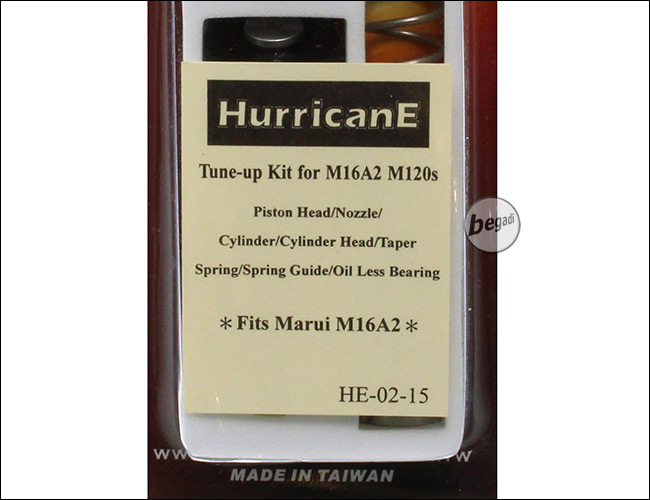 HurricanE
Tune-up Kit for M16A2 M120s
Piston Head/Nozzle/
Cylinder/Cylinder Head/Taper
Spring/Spring Guide/Oil Less Bearing
*Fits Marui M16A2*
HE-02-15
begadi
MADE IN TAIWAN